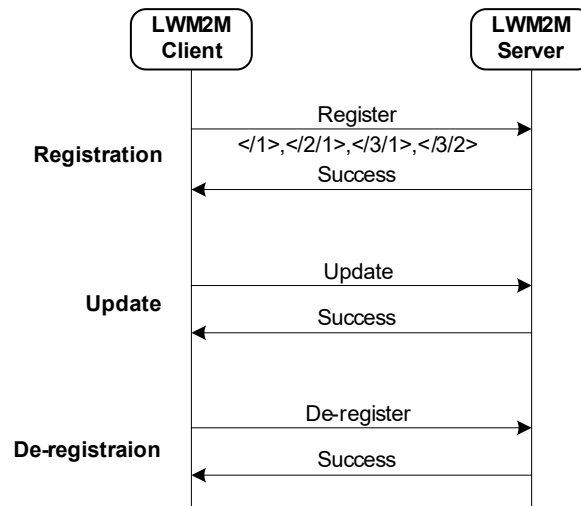 LWM2M
Client
LWM2M
Server
Register
</1>,</2/1>,</3/1>,</3/2>
Registration
Success
Update
Update
Success
De-register
De-registraion
Success